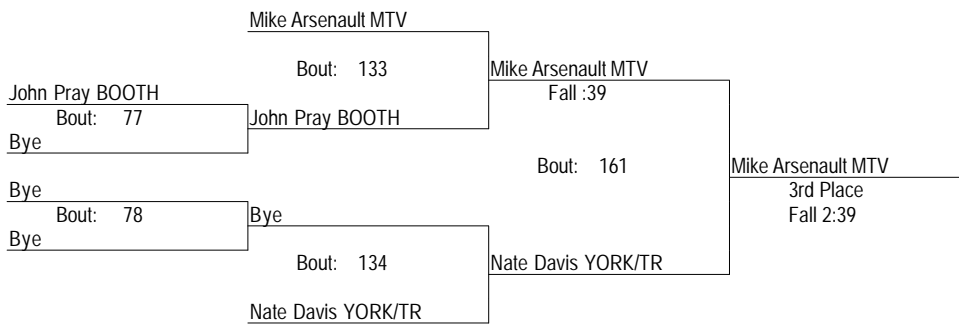 Mike Arsenault MTV
Bout: 133
Mike Arsenault MTV
John Pray BOOTH
Fall :39
Bout: 77
John Pray BOOTH
Bye
Bout: 161
Mike Arsenault MTV
Bye
3rd Place
Bout: 78
Bye
Fall 2:39
Bye
Bout: 134
Nate Davis YORK/TR
Nate Davis YORK/TR